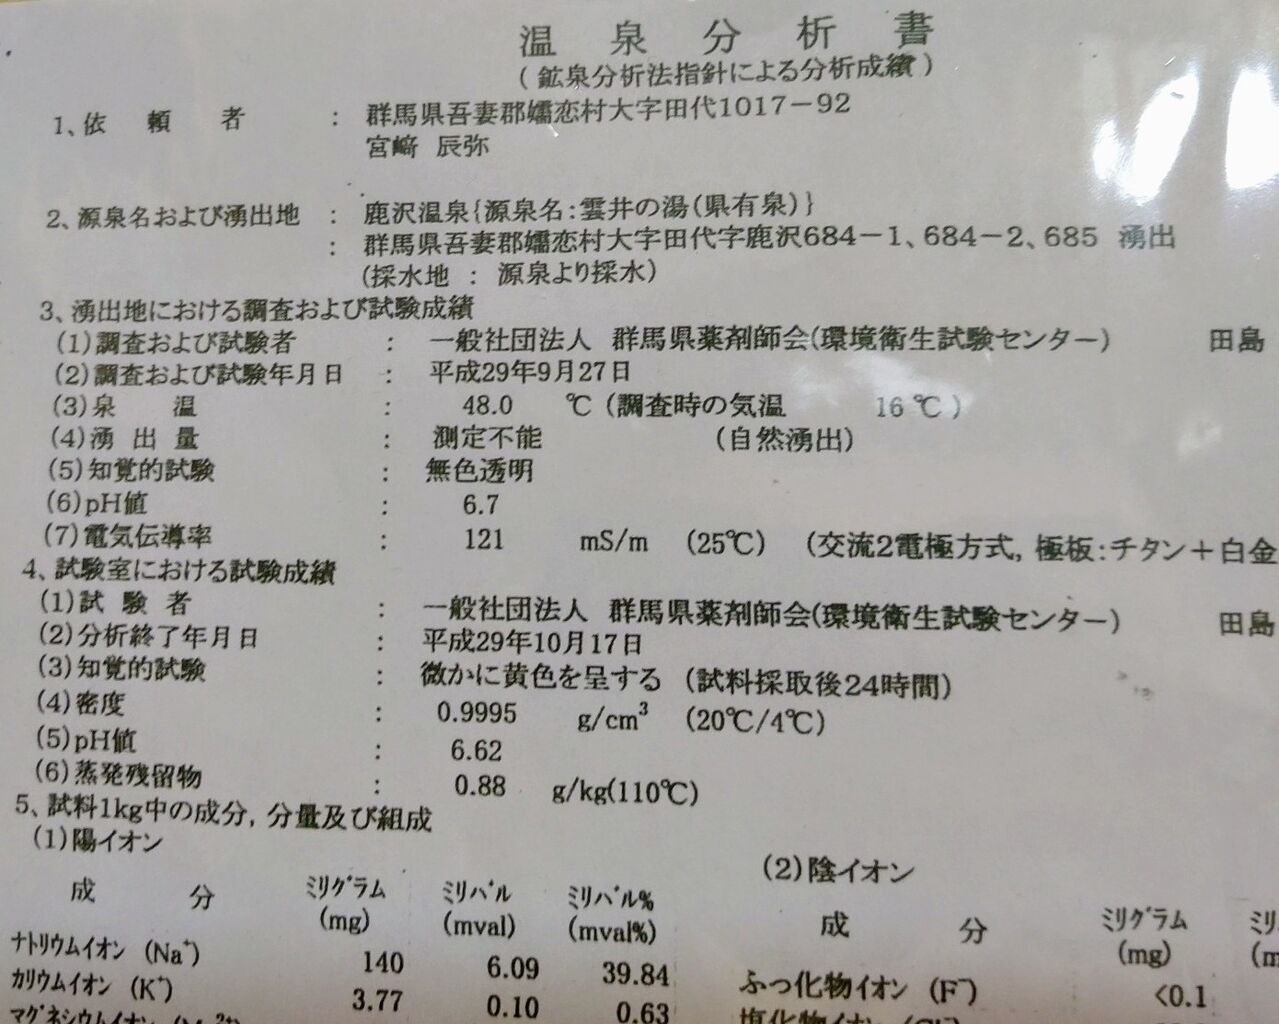 温泉分析書
(鉱泉分析法指針による分析成績)
1、依頼者 : 群馬県吾妻郡嬬恋村大字田代1017-92
宮﨑 辰弥
2、源泉名および湧出地 : 鹿沢温泉{源泉名:雲井の湯(県有泉)}
: 群馬県吾妻郡嬬恋村大字田代字鹿沢684-1、684-2、685 湧出
(採水地 : 源泉より採水)
3、湧出地における調査および試験成績
(1)調査および試験者 : 一般社団法人 群馬県薬剤師会(環境衛生試験センター) 田島
(2)調査および試験年月日 : 平成29年9月27日
(3)泉温 : 48.0 ℃ (調査時の気温 16 ℃ )
(4)湧出量 : 測定不能 (自然湧出)
(5)知覚的試験 : 無色透明
(6)pH値 : 6.7
(7)電気伝導率 : 121 mS/m (25℃) (交流2電極方式, 極板:チタン+白金
4、試験室における試験成績
(1)試験者 : 一般社団法人 群馬県薬剤師会(環境衛生試験センター) 田島
(2)分析終了年月日 : 平成29年10月17日
(3)知覚的試験 : 微かに黄色を呈する (試料採取後24時間)
(4)密度 : 0.9995 g/cm³ (20℃/4℃)
(5)pH値 : 6.62
(6)蒸発残留物 : 0.88 g/kg(110℃)
5、試料1kg中の成分, 分量及び組成
(1)陽イオン
成分 ミリグラム (mg) ミリバル (mval) ミリバル% (mval%)
ナトリウムイオン (Na⁺) 140 6.09 39.84
カリウムイオン (K⁺) 3.77 0.10 0.63
マグネシウムイオン
(2)陰イオン
成分 ミリグラム (mg)
ふっ化物イオン (F⁻) <0.1
塩化物イオン